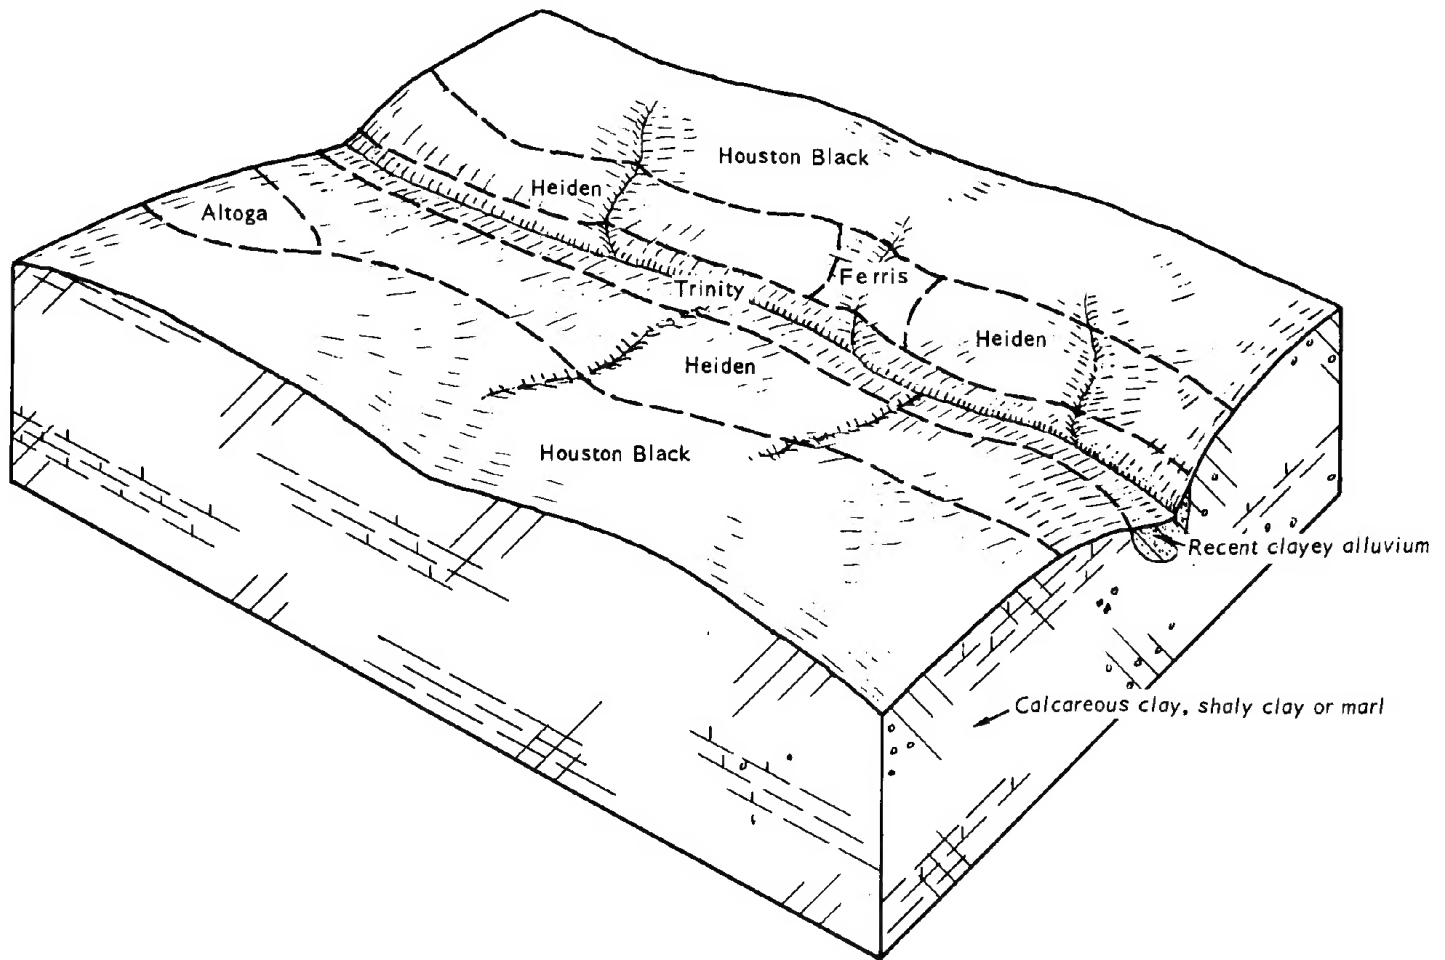 Houston Black
Heiden
Altoga
Ferris
Trinity
Heiden
Heiden
Houston Black
Recent clayey alluvium
Calcareous clay, shaly clay or marl